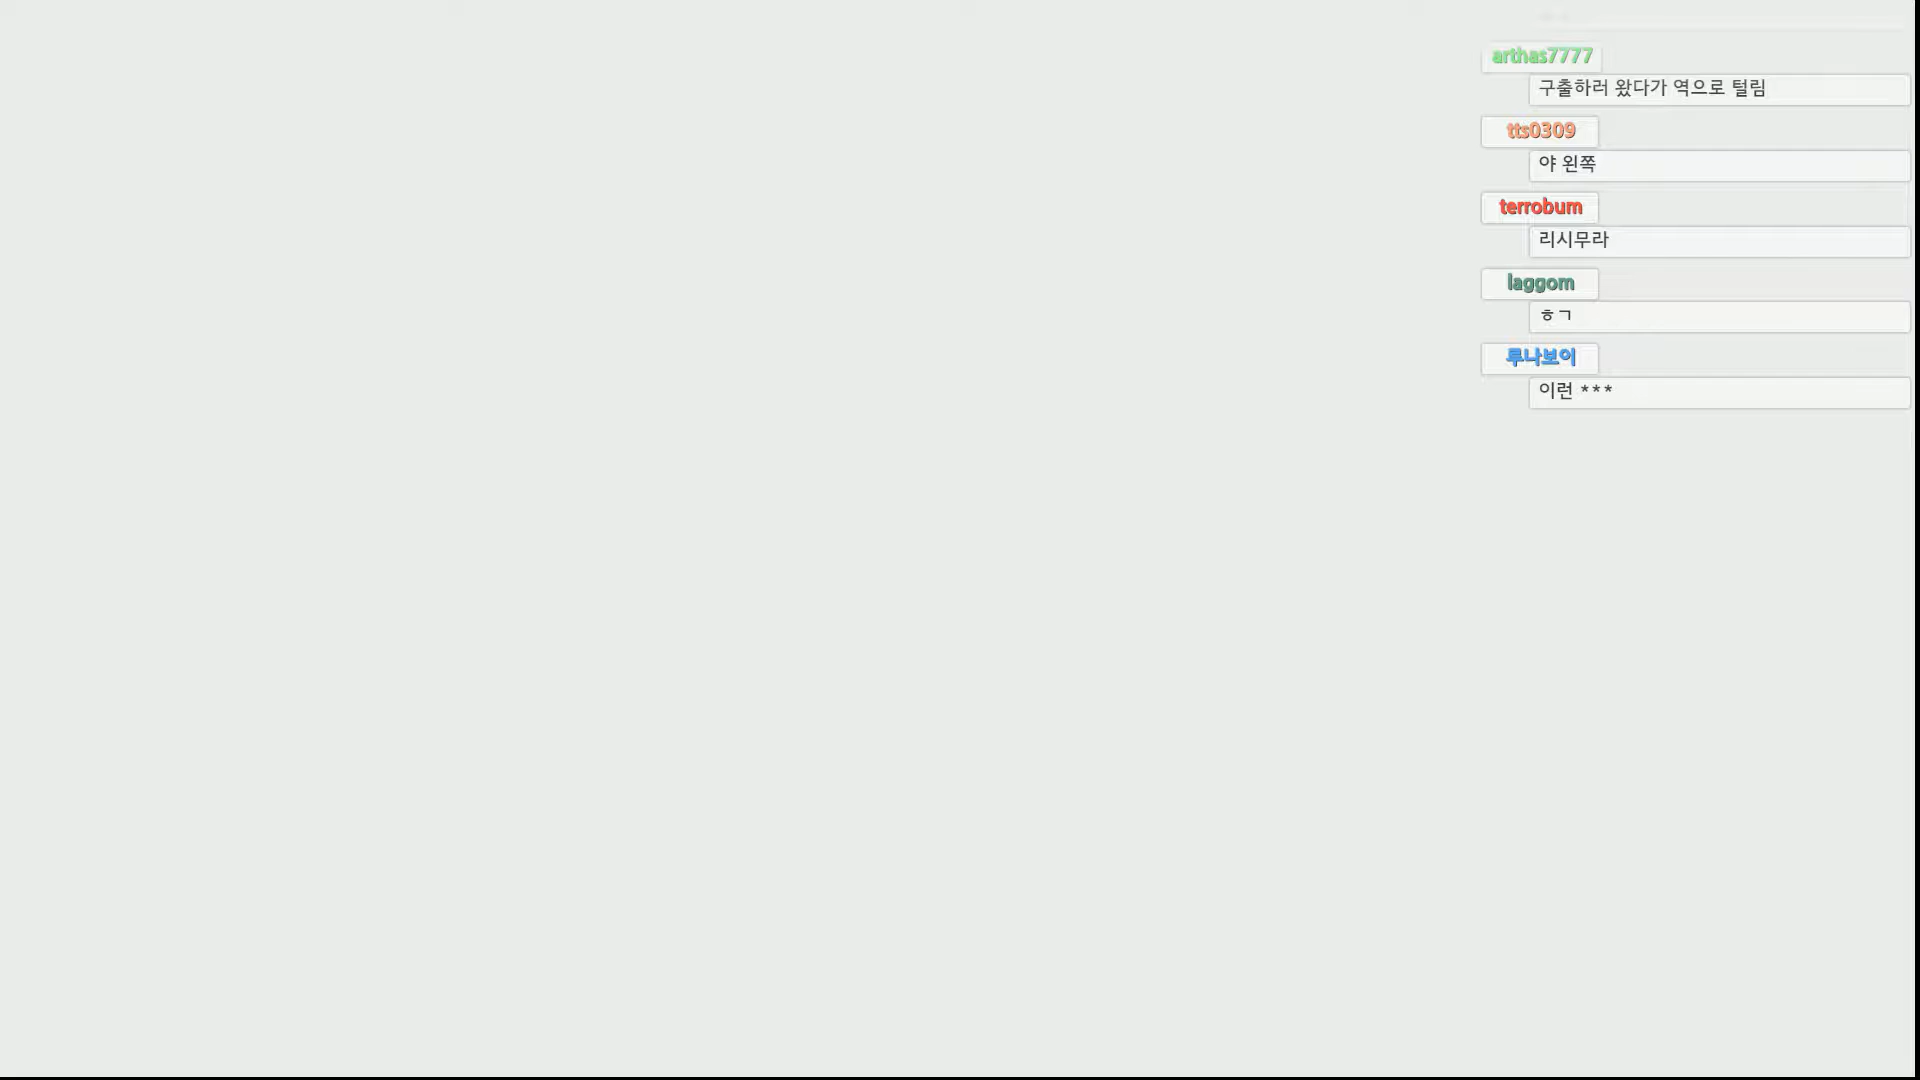 arthas7777
구출하러 왔다가 역으로 털림
tts0309
야 왼쪽
terrobum
리시무라
laggom
ㅎㄱ
루나보이
이런 ***